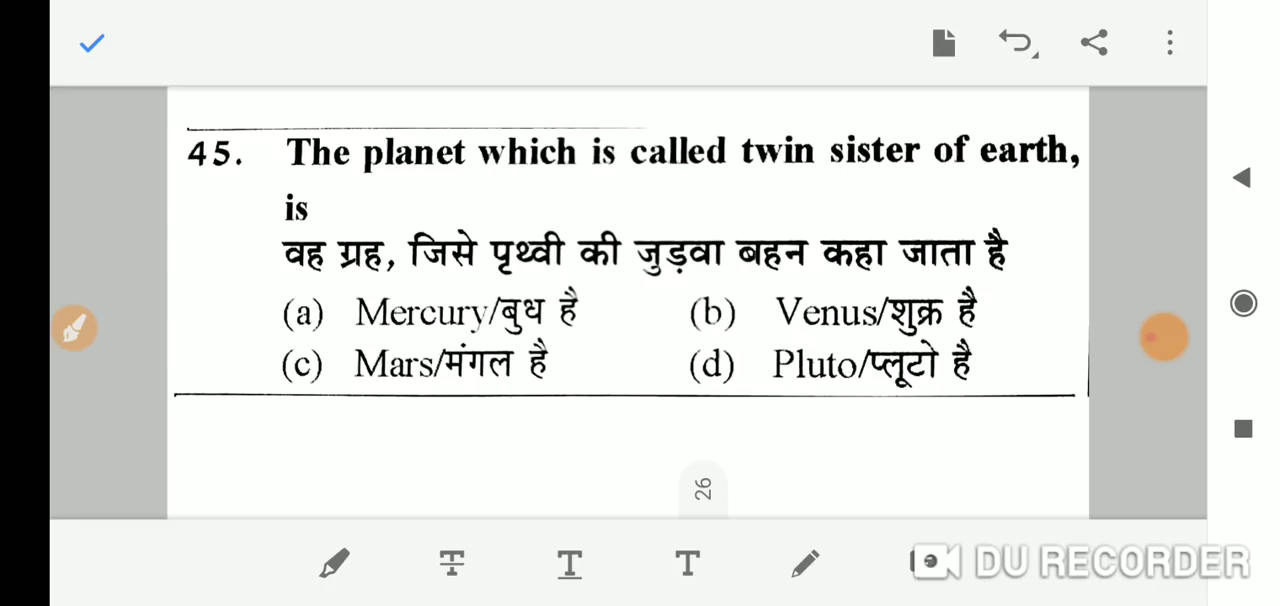 45. The planet which is called twin sister of earth,
is
वह ग्रह, जिसे पृथ्वी की जुड़वा बहन कहा जाता है
(a) Mercury/बुध है (b) Venus/शुक्र है
(c) Mars/मंगल है (d) Pluto/प्लूटो है
26
T T T
DU RECORDER